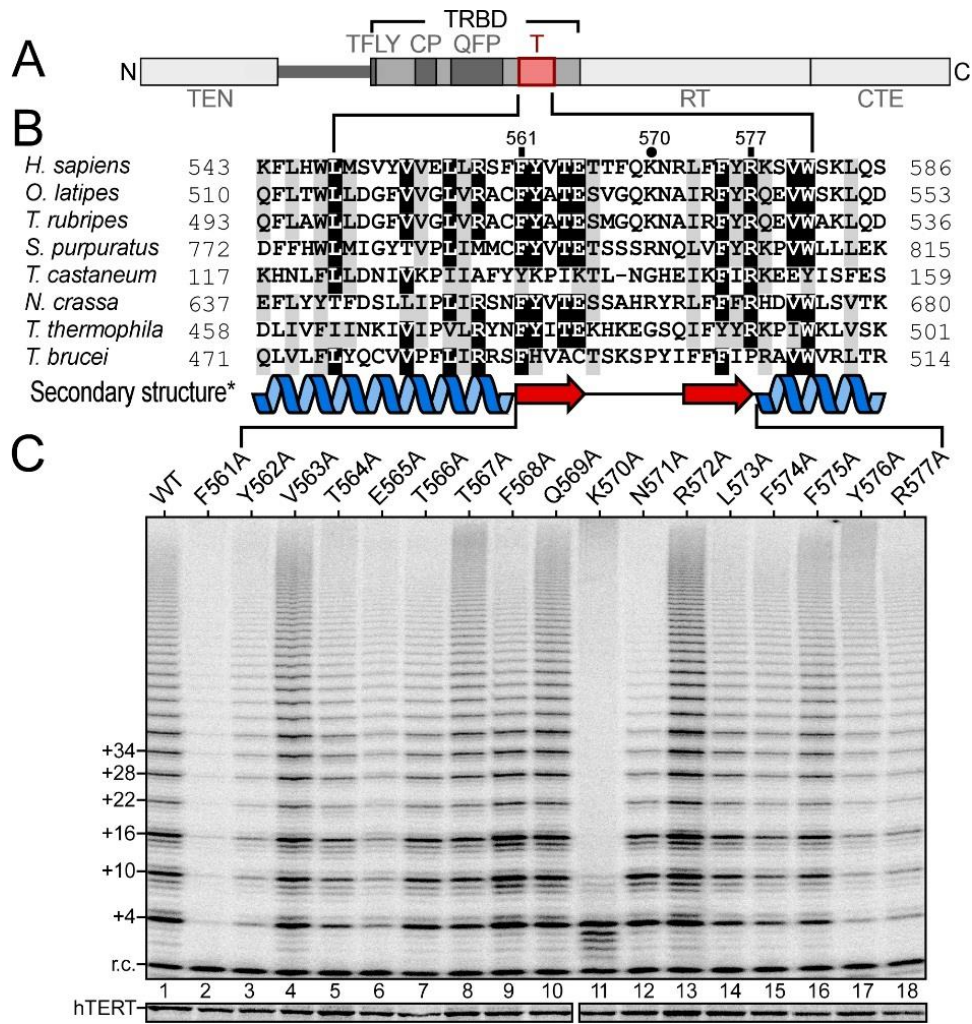 A
TRBD
TFLY CP QFP T
N C
TEN RT CTE
B
561 570 577
H. sapiens 543 KFLHWLMSVYVVELLRSFFYVTETTFQKNRLFFYRKSVWSKLQS 586
O. latipes 510 QFLTWLLDGFVVGLVRACFYATESMGQKNAIRFYRQEVWAKLQD 553
T. rubripes 493 QFLAWLLDGFVVGLVRACFYATESMGQKNAIRFYRQEVWAKLQD 536
S. purpuratus 772 DFFHWLMIGYTVPLIMMCFYVTETSSSRNQLVFYRKPVWLLLEK 815
T. castaneum 117 KHNLFLLDNIVKPIIAFYYKPIKTL-NGHEIKFIRKEEYISFES 159
N. crassa 637 EFLYYTFDSLLIPLIRSNFYVTESSAHRYRLFFFRHDVWLSVTK 680
T. thermophila 458 DLIVFIINKIVIPVLRYNFYITEKHKEGSQIFYYRKPIWKLVSK 501
T. brucei 471 QLVLFLYQCVVPFLIRRSFHVACTSKSPYIFFFIPRAVWVRLTR 514
Secondary structure*
C
WT F561A Y562A V563A T564A E565A T566A T567A F568A Q569A K570A N571A R572A L573A F574A F575A Y576A R577A
+34
+28
+22
+16
+10
+4
r.c.
1 2 3 4 5 6 7 8 9 10 11 12 13 14 15 16 17 18
hTERT